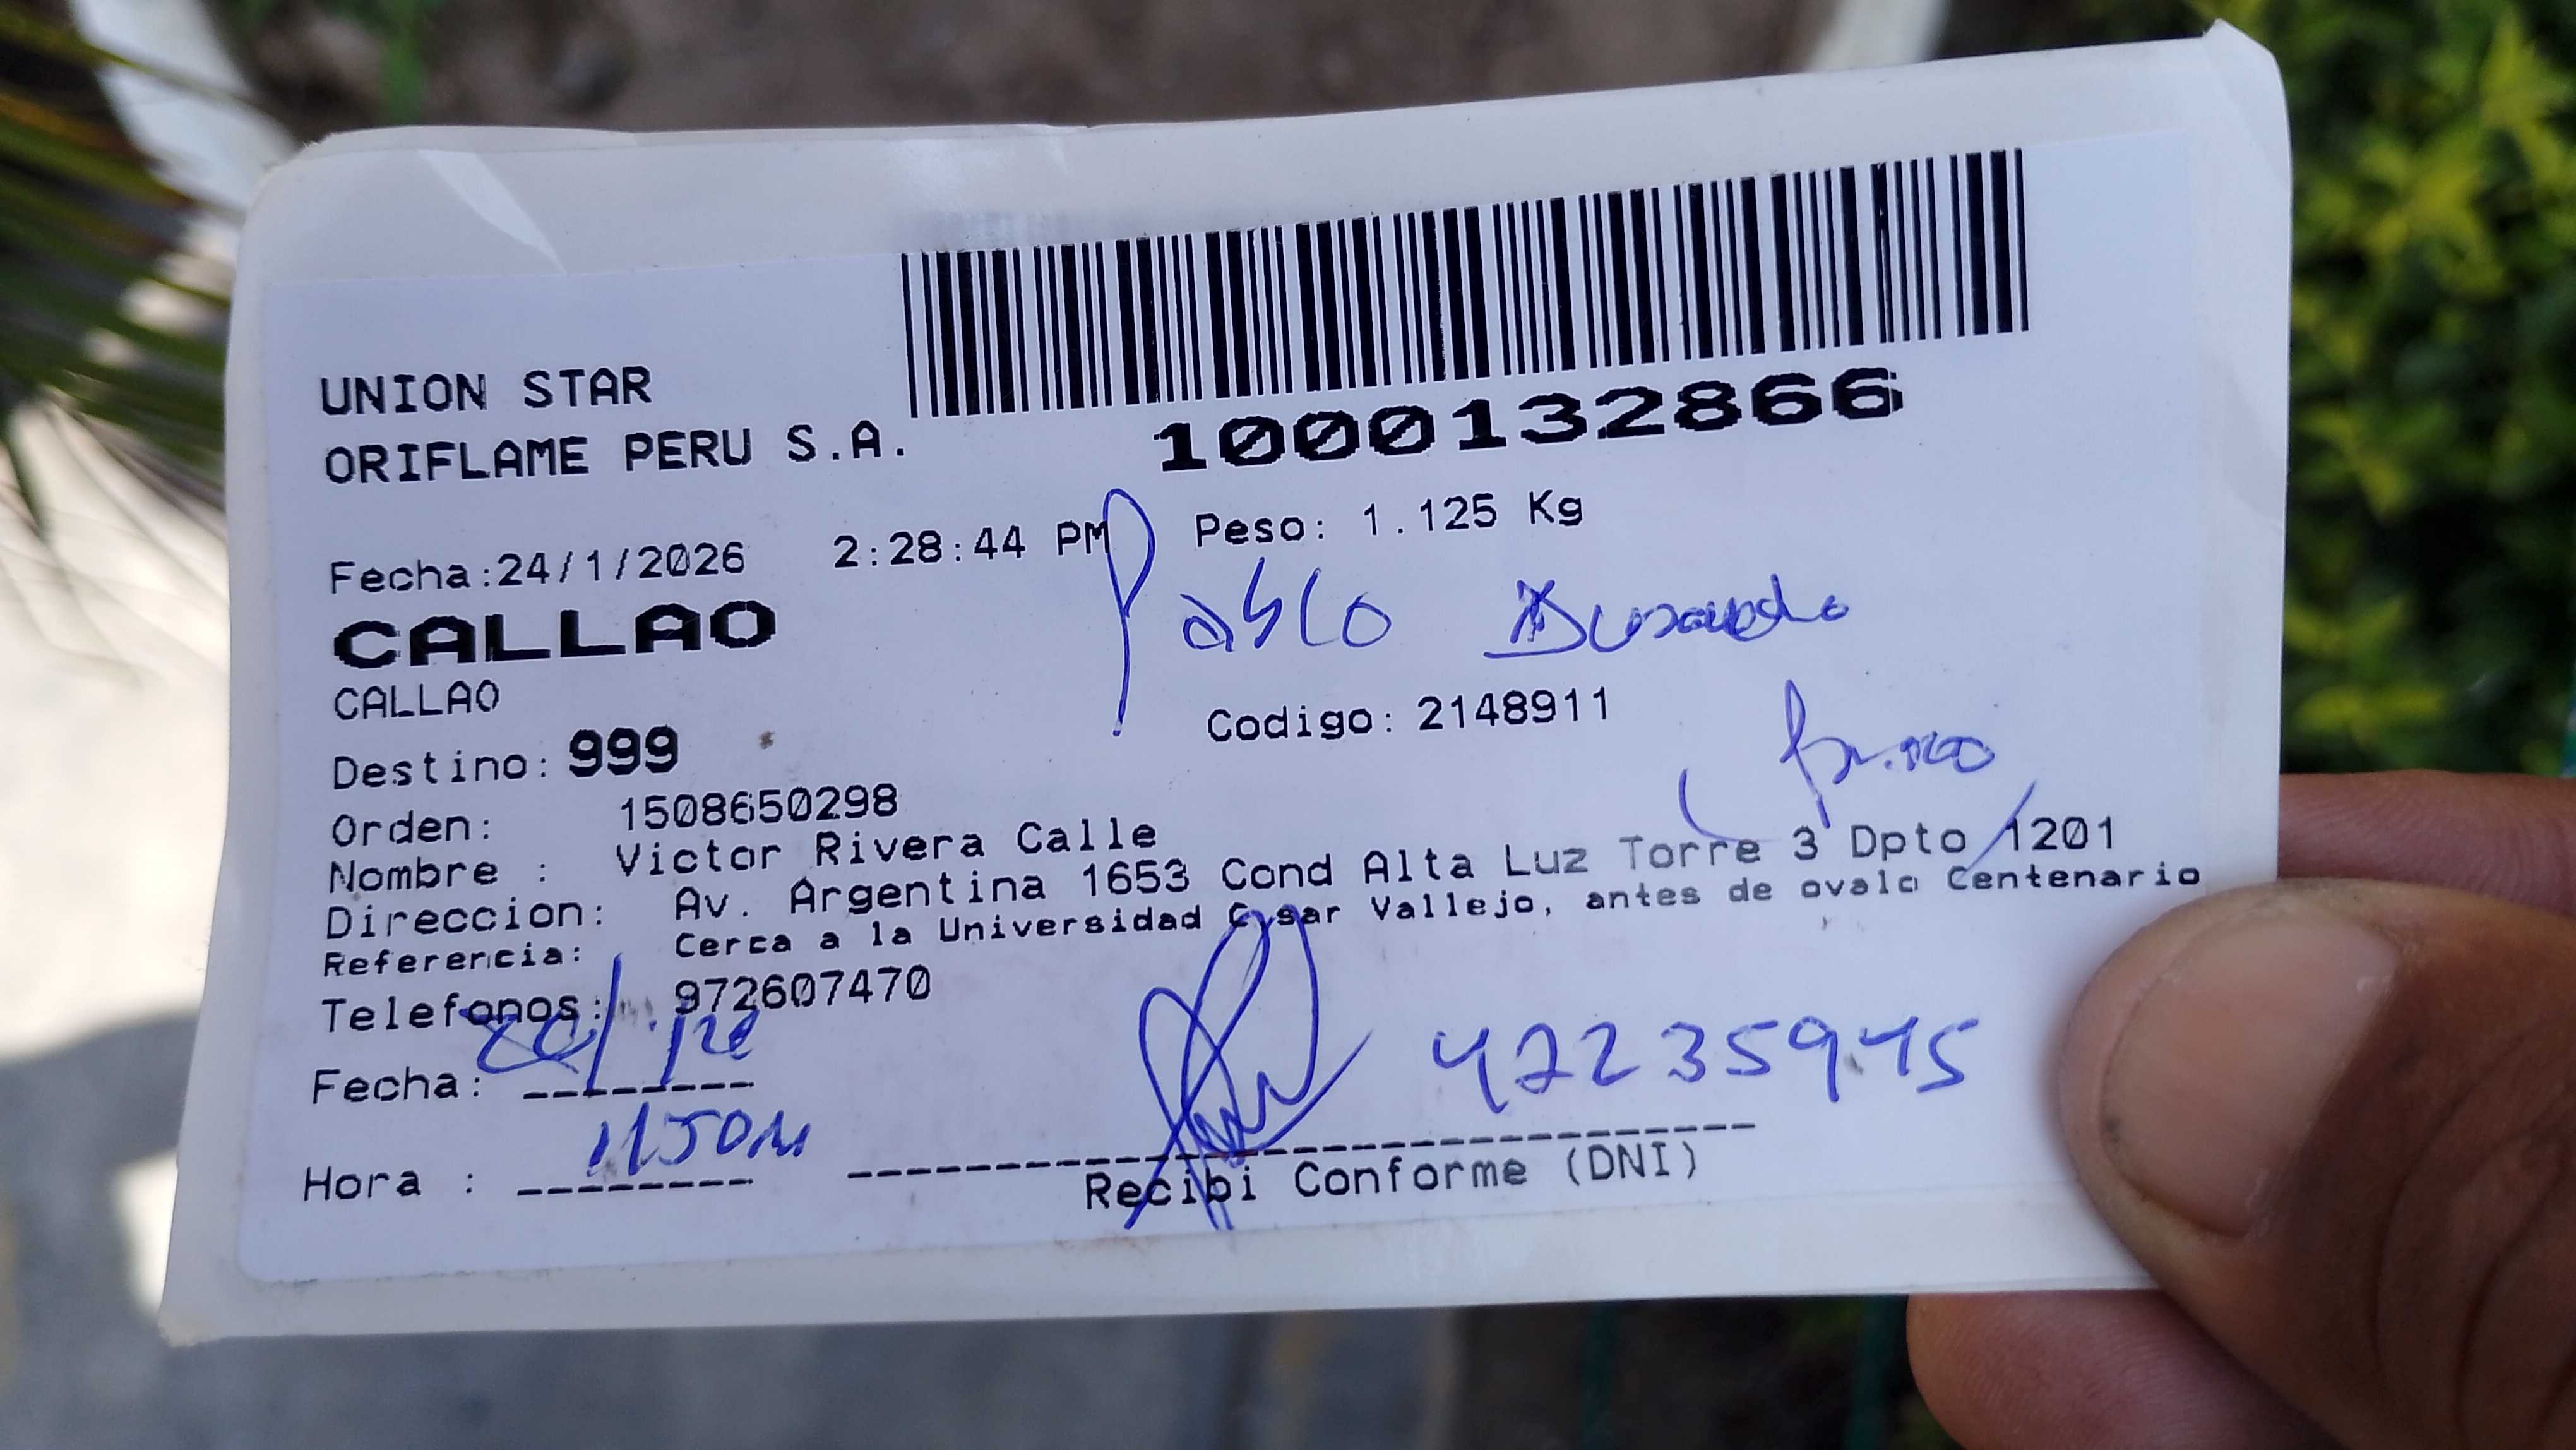 UNION STAR
ORIFLAME PERU S.A.
1000132866
Fecha:24/1/2026 2:28:44 PM Peso: 1.125 Kg
CALLAO
Pablo
CALLAO
Codigo: 2148911
Destino: 999
Orden: 1508650298
Nombre : Victor Rivera Calle
Direccion: Av. Argentina 1653 Cond Alta Luz Torre 3 Dpto 1201
Referencia: Cerca a la Universidad Cysar Vallejo, antes de ovalo Centenario
Telefonos: 972607470
Fecha:
42235945
Hora : 1150M
Recibi Conforme (DNI)